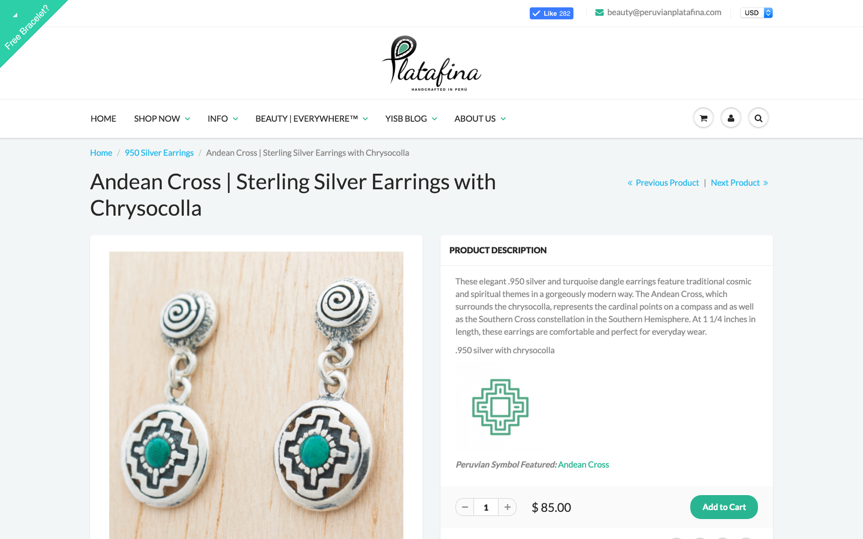 Free Bracelet?
Like 282
beauty@peruvianplatafina.com
USD
Platafina
HANDCRAFTED IN PERU
HOME SHOP NOW INFO BEAUTY | EVERYWHERE™ YISB BLOG ABOUT US
Home / 950 Silver Earrings / Andean Cross | Sterling Silver Earrings with Chrysocolla
Andean Cross | Sterling Silver Earrings with
Chrysocolla
« Previous Product | Next Product »
PRODUCT DESCRIPTION
These elegant .950 silver and turquoise dangle earrings feature traditional cosmic
and spiritual themes in a gorgeously modern way. The Andean Cross, which
surrounds the chrysocolla, represents the cardinal points on a compass and as well
as the Southern Cross constellation in the Southern Hemisphere. At 1 1/4 inches in
length, these earrings are comfortable and perfect for everyday wear.
.950 silver with chrysocolla
Peruvian Symbol Featured: Andean Cross
− 1 + $ 85.00 Add to Cart